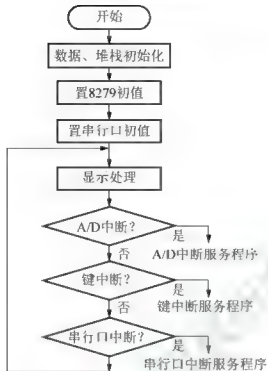 开始
数据、堆栈初始化
置8279初值
置串行口初值
显示处理
A/D中断?
是
A/D中断服务程序
否
键中断?
是
键中断服务程序
否
串行口中断?
是
串行口中断服务程序